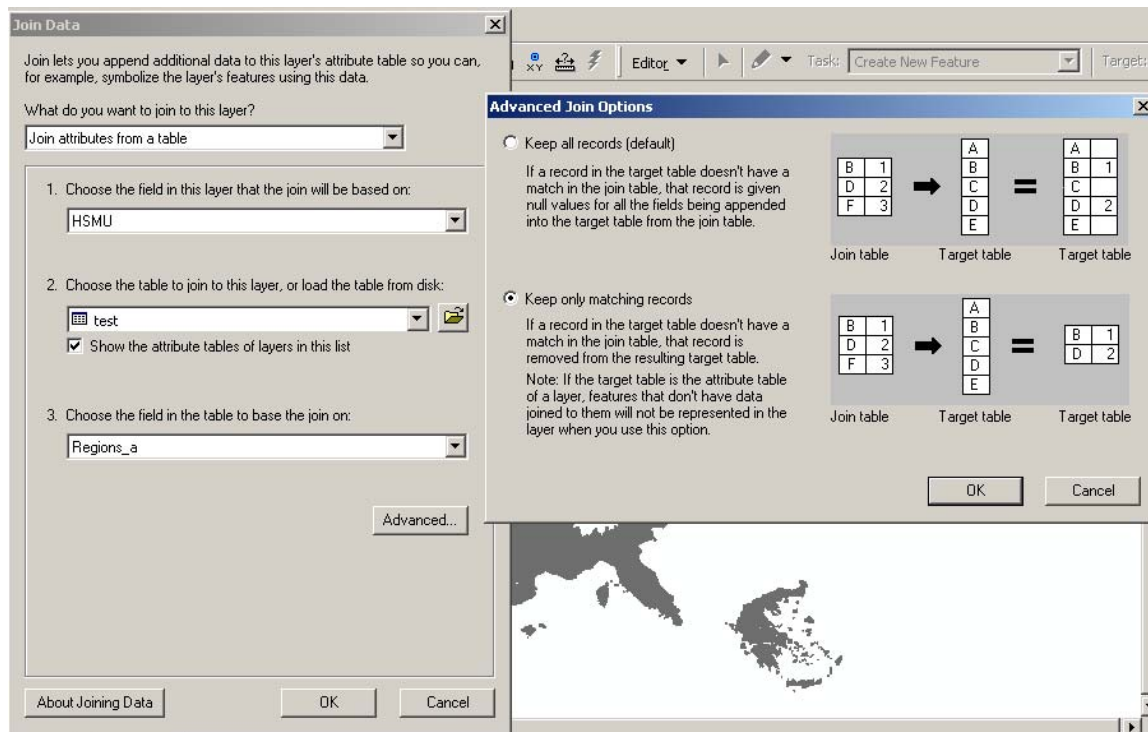 Join Data
Join lets you append additional data to this layer's attribute table so you can,
for example, symbolize the layer's features using this data.
What do you want to join to this layer?
Join attributes from a table
1. Choose the field in this layer that the join will be based on:
HSMU
2. Choose the table to join to this layer, or load the table from disk:
test
Show the attribute tables of layers in this list
3. Choose the field in the table to base the join on:
Regions_a
Advanced...
About Joining Data
OK
Cancel
XY
Editor
Task:
Create New Feature
Target:
Advanced Join Options
Keep all records (default)
If a record in the target table doesn't have a
match in the join table, that record is given
null values for all the fields being appended
into the target table from the join table.
B 1
D 2
F 3
A
B
C
D
E
A
B 1
C
D 2
E
Join table
Target table
Target table
Keep only matching records
If a record in the target table doesn't have a
match in the join table, that record is
removed from the resulting target table.
Note: If the target table is the attribute table
of a layer, features that don't have data
joined to them will not be represented in the
layer when you use this option.
B 1
D 2
F 3
A
B
C
D
E
B 1
D 2
Join table
Target table
Target table
OK
Cancel